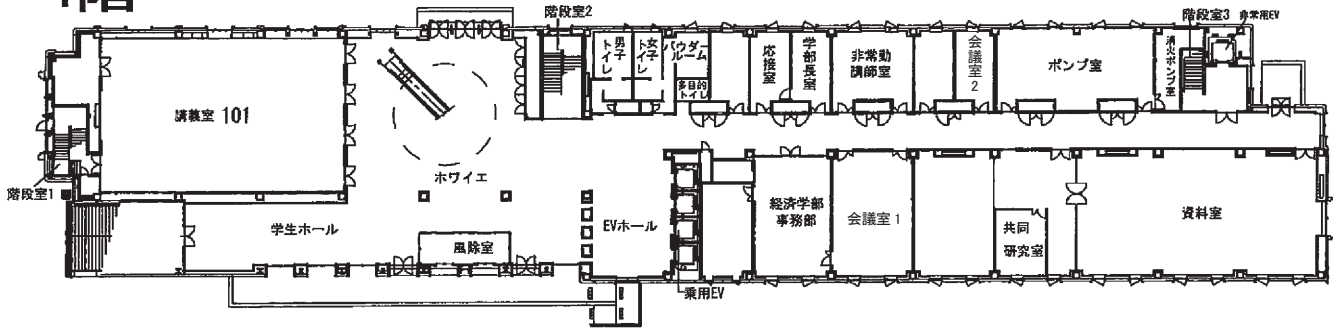 階
階段室2
階段室3
非常用EV
男子
トイレ
女子
トイレ
パウダー
ルーム
多目的
トイレ
応接室
学部長室
非常勤
講師室
会議室
2
ポンプ室
消火ポンプ室
講義室 101
ホワイエ
階段室1
学生ホール
風除室
EVホール
乗用EV
経済学部
事務部
会議室 1
共同
研究室
資料室